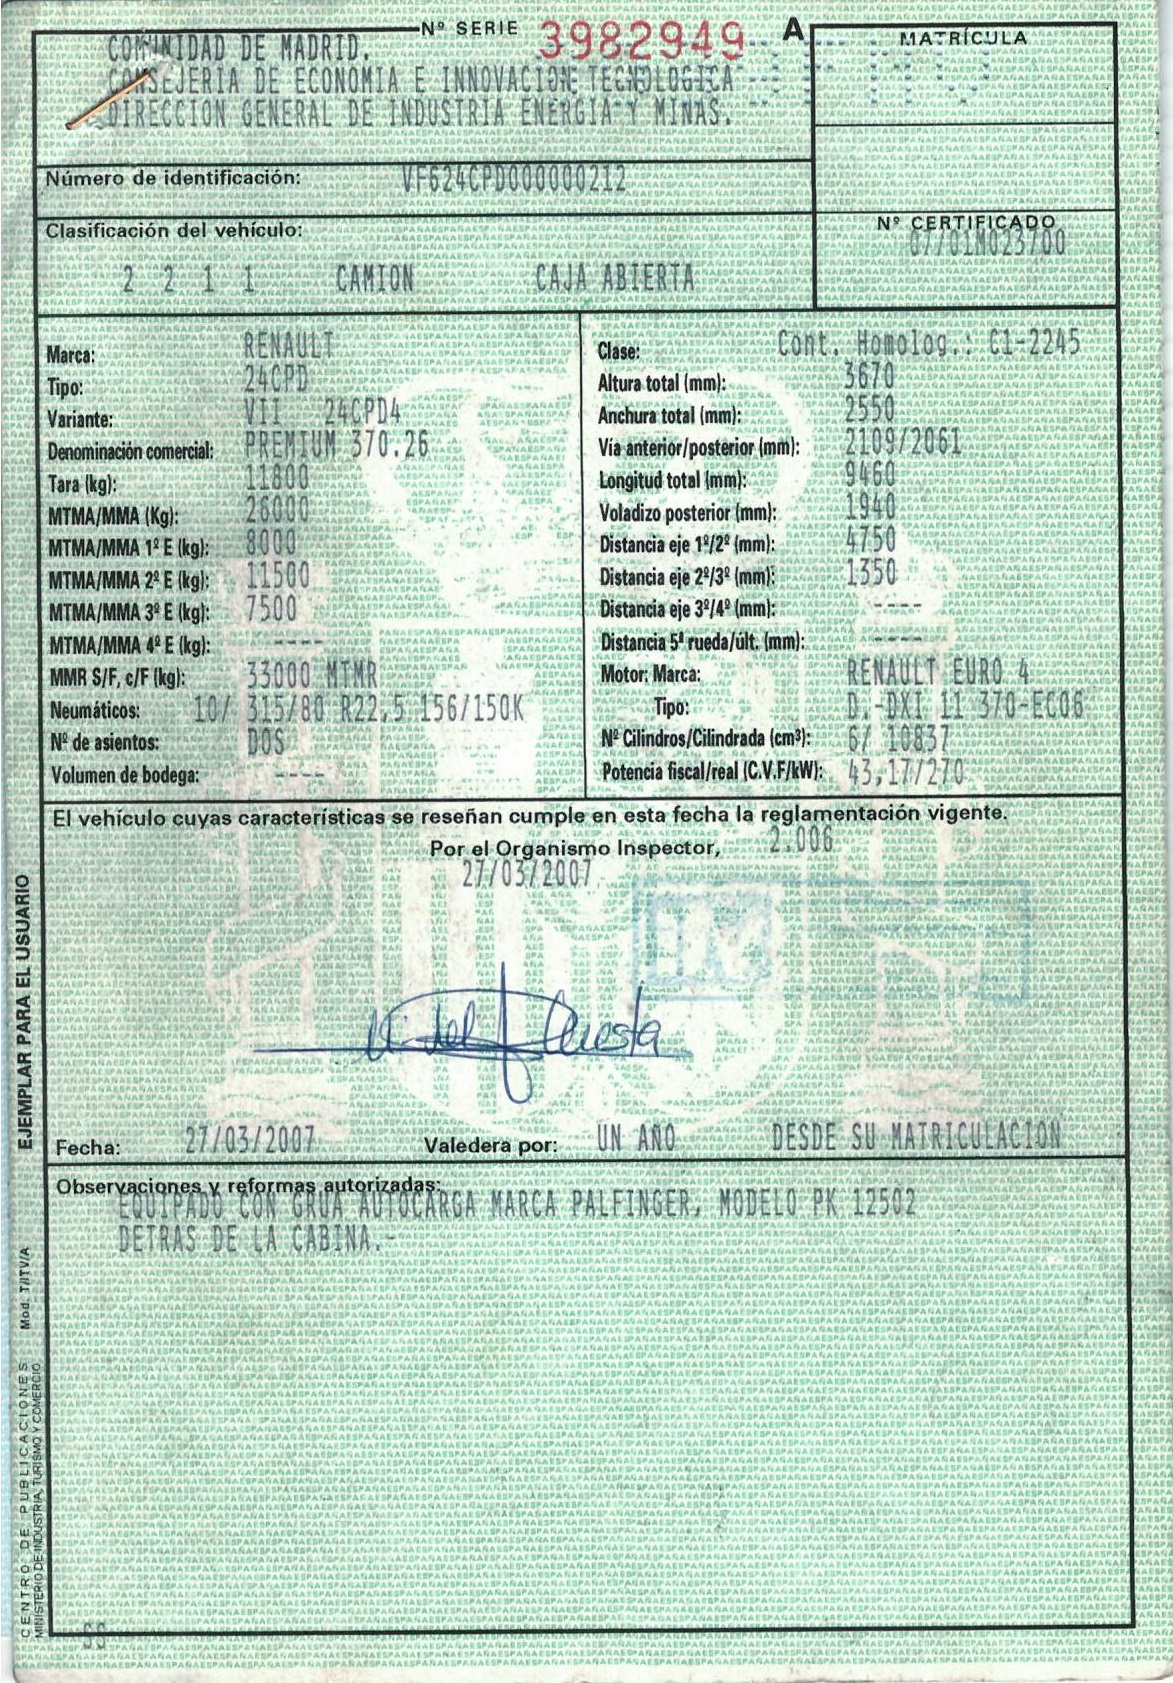 Nº SERIE 3982949 A
MATRÍCULA
COMUNIDAD DE MADRID.
CONSEJERIA DE ECONOMIA E INNOVACION TECNOLOGICA
DIRECCION GENERAL DE INDUSTRIA ENERGIA Y MINAS.
Número de identificación: VF624CPD000000212
Nº CERTIFICADO
07/01M023700
Clasificación del vehículo:
2 2 1 1 CAMION CAJA ABIERTA
Marca: RENAULT
Tipo: 24CPD
Variante: VII 24CPD4
Denominación comercial: PREMIUM 370.26
Tara (kg): 11800
MTMA/MMA (Kg): 26000
MTMA/MMA 1º E (kg): 8000
MTMA/MMA 2º E (kg): 11500
MTMA/MMA 3º E (kg): 7500
MTMA/MMA 4º E (kg): ----
MMR S/F, c/F (kg): 33000 MTMR
Neumáticos: 10/ 315/80 R22,5 156/150K
Nº de asientos: DOS
Volumen de bodega: ----
Clase: Cont. Homolog.: C1-2245
Altura total (mm): 3670
Anchura total (mm): 2550
Vía anterior/posterior (mm): 2109/2061
Longitud total (mm): 9460
Voladizo posterior (mm): 1940
Distancia eje 1º/2º (mm): 4750
Distancia eje 2º/3º (mm): 1350
Distancia eje 3º/4º (mm): ----
Distancia 5ª rueda/últ. (mm): ----
Motor: Marca: RENAULT EURO 4
Tipo: D.-DXI 11 370-EC06
Nº Cilindros/Cilindrada (cm³): 6/ 10837
Potencia fiscal/real (C.V.F/kW): 43,17/270
El vehículo cuyas características se reseñan cumple en esta fecha la reglamentación vigente.
Por el Organismo Inspector, 2.006
27/03/2007
ITV
Fecha: 27/03/2007 Valedera por: UN AÑO DESDE SU MATRICULACION
Observaciones y reformas autorizadas:
EQUIPADO CON GRUA AUTOCARGA MARCA PALFINGER, MODELO PK 12502
DETRAS DE LA CABINA.-
SS
EJEMPLAR PARA EL USUARIO
Mod. T/ITV/A
CENTRO DE PUBLICACIONES
MINISTERIO DE INDUSTRIA, TURISMO Y COMERCIO